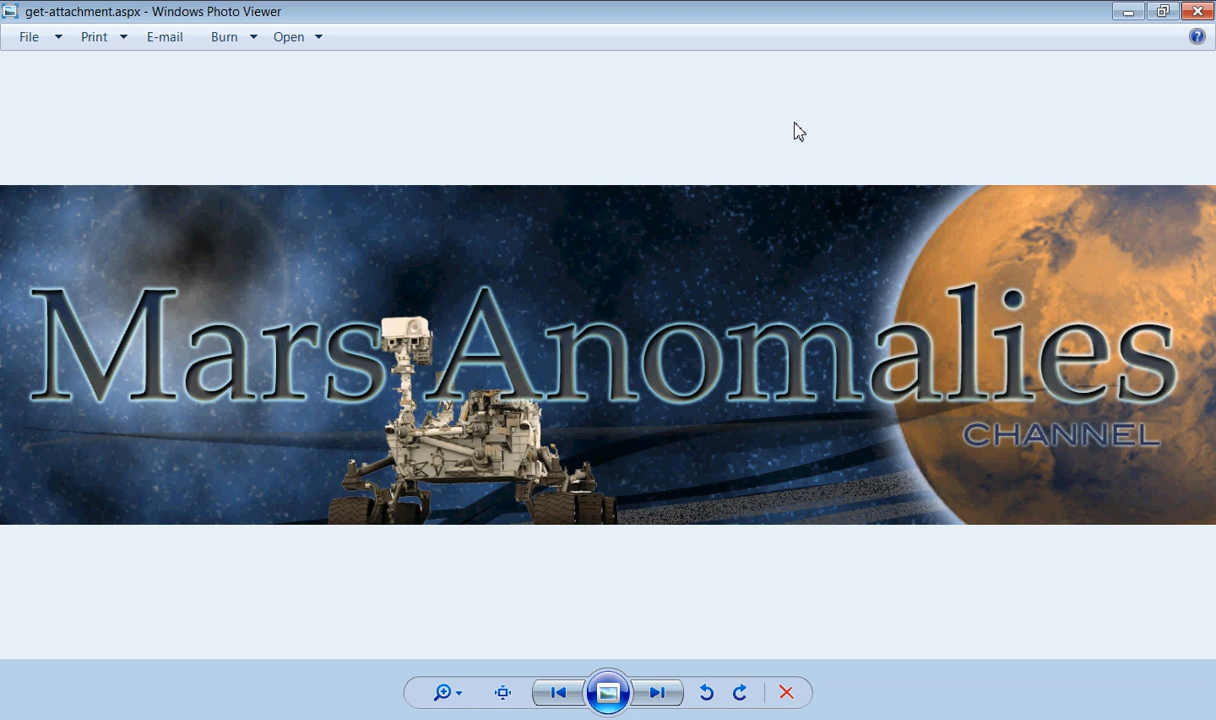 get-attachment.aspx - Windows Photo Viewer
File Print E-mail Burn Open
Mars Anomalies
CHANNEL